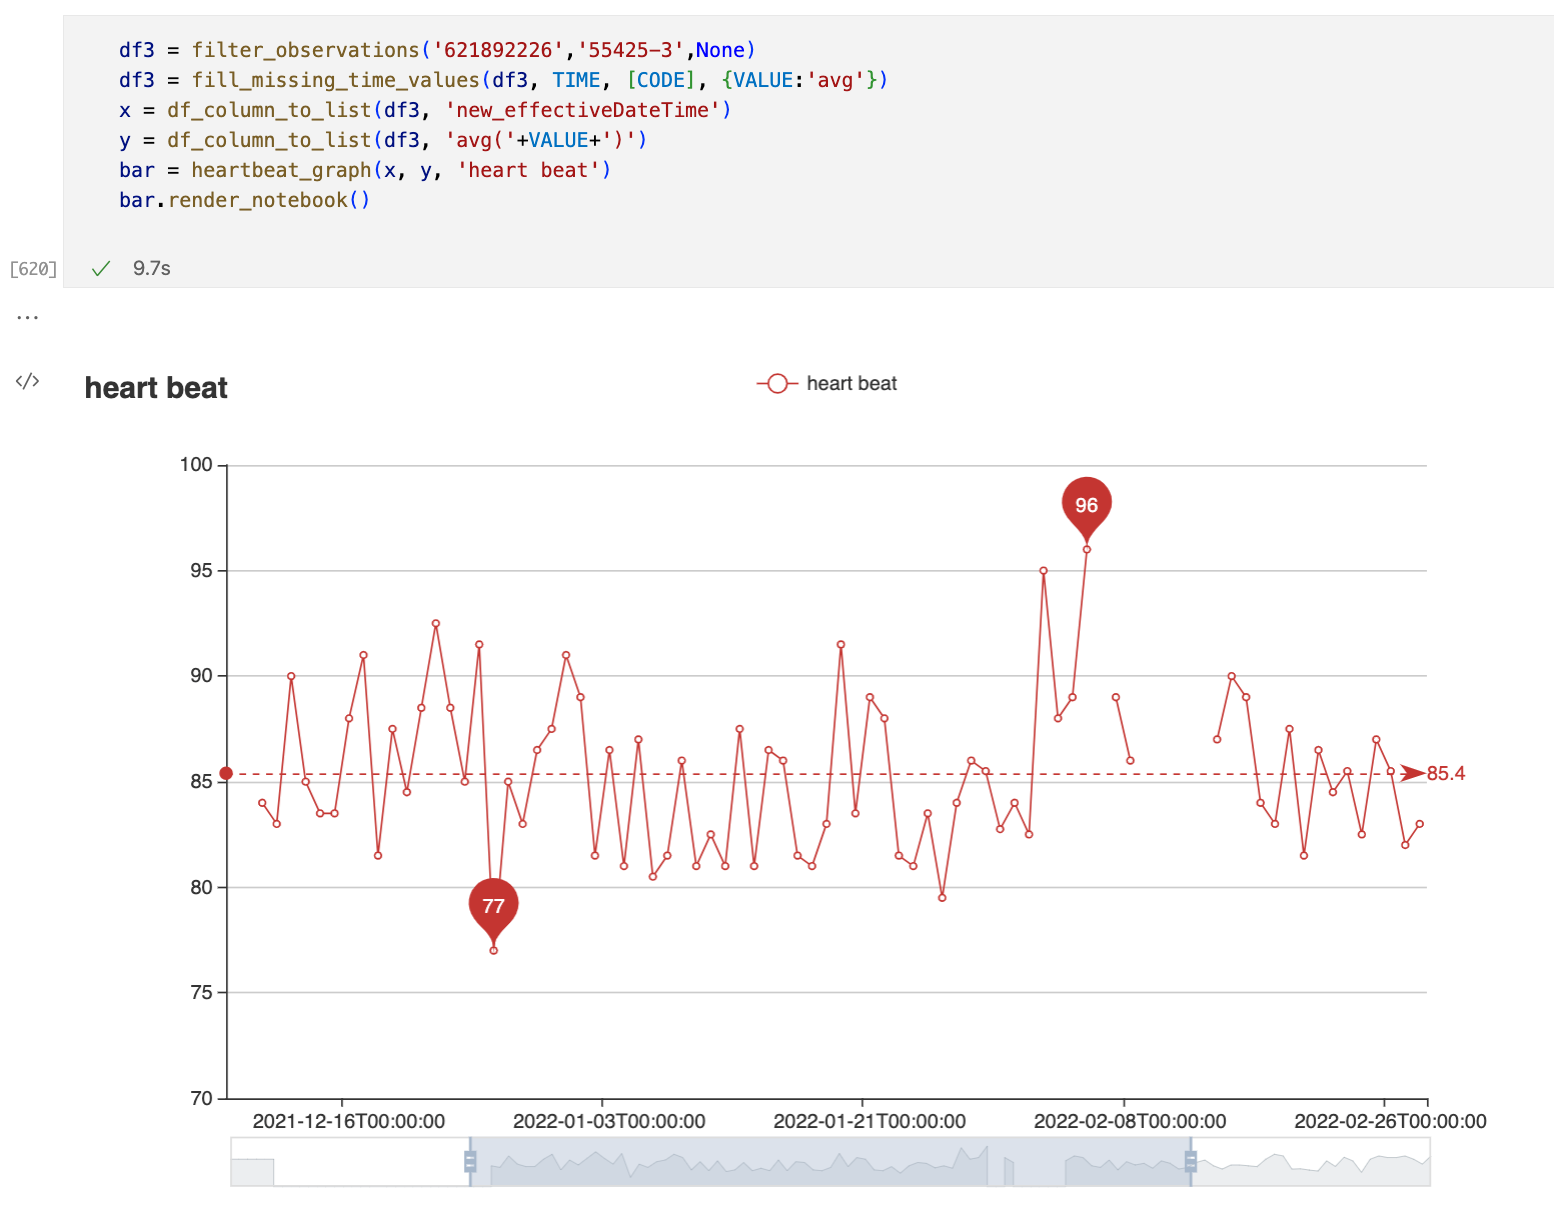 df3 = filter_observations('621892226','55425-3',None)
df3 = fill_missing_time_values(df3, TIME, [CODE], {VALUE:'avg'})
x = df_column_to_list(df3, 'new_effectiveDateTime')
y = df_column_to_list(df3, 'avg('+VALUE+')')
bar = heartbeat_graph(x, y, 'heart beat')
bar.render_notebook()
[620] ✓ 9.7s
...
</> heart beat
heart beat
100
96
95
90
85
85.4
80
77
75
70
2021-12-16T00:00:00 2022-01-03T00:00:00 2022-01-21T00:00:00 2022-02-08T00:00:00 2022-02-26T00:00:00